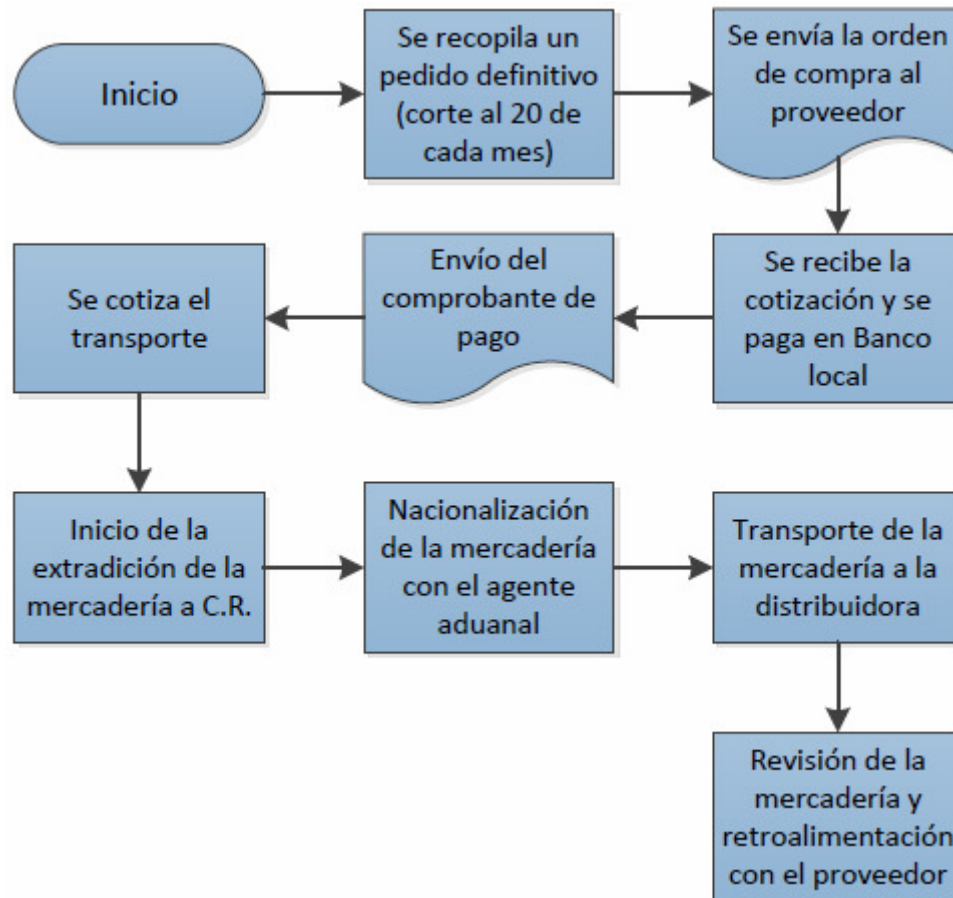 Inicio
Se recopila un
pedido definitivo
(corte al 20 de
cada mes)
Se envía la orden
de compra al
proveedor
Se recibe la
cotización y se
paga en Banco
local
Envío del
comprobante de
pago
Se cotiza el
transporte
Inicio de la
extradición de la
mercadería a C.R.
Nacionalización
de la mercadería
con el agente
aduanal
Transporte de la
mercadería a la
distribuidora
Revisión de la
mercadería y
retroalimentación
con el proveedor